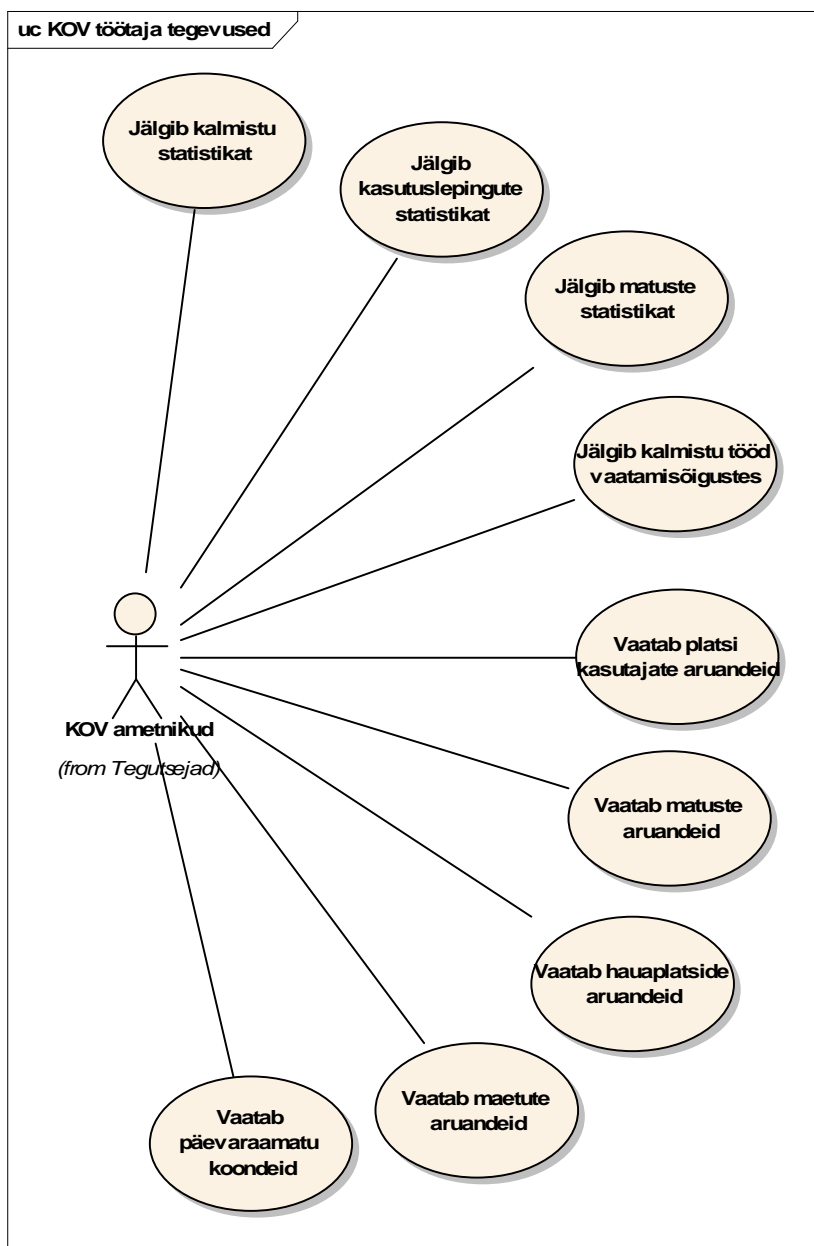 uc KOV töötaja tegevused
Jälgib kalmistu
statistikat
Jälgib
kasutuslepingute
statistikat
Jälgib matuste
statistikat
Jälgib kalmistu tööd
vaatamisõigustes
Vaatab platsi
kasutajate aruandeid
KOV ametnikud
(from Tegutsejad)
Vaatab matuste
aruandeid
Vaatab hauaplatside
aruandeid
Vaatab maetute
aruandeid
Vaatab
päevaraamatu
koondeid